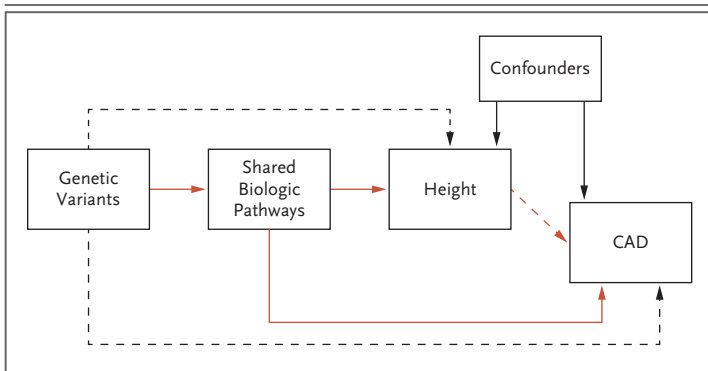 Confounders
Genetic
Variants
Shared
Biologic
Pathways
Height
CAD